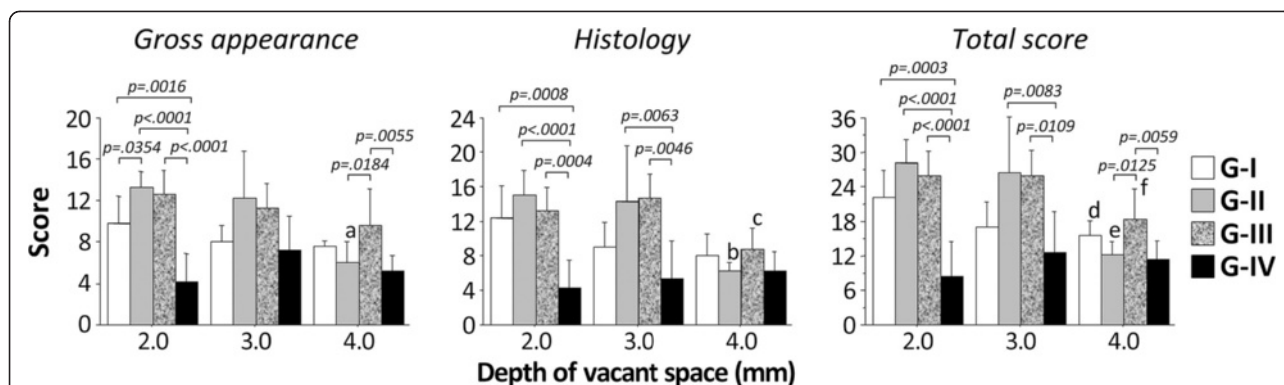 Gross appearance
Histology
Total score
p=.0016
p<.0001
p=.0354
p<.0001
p=.0055
p=.0184
p=.0008
p<.0001
p=.0004
p=.0063
p=.0046
p=.0003
p<.0001
p<.0001
p=.0083
p=.0109
p=.0059
p=.0125
Score
20
16
12
8
4
0
a
2.0 3.0 4.0
24
20
16
12
8
4
0
b
c
2.0 3.0 4.0
36
30
24
18
12
6
0
d
e
f
2.0 3.0 4.0
Depth of vacant space (mm)
G-I
G-II
G-III
G-IV